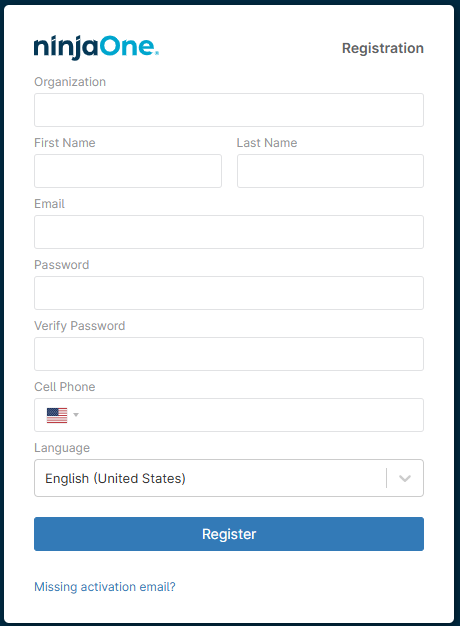 ninjaOne.
Registration
Organization
First Name
Last Name
Email
Password
Verify Password
Cell Phone
Language
English (United States)
Register
Missing activation email?